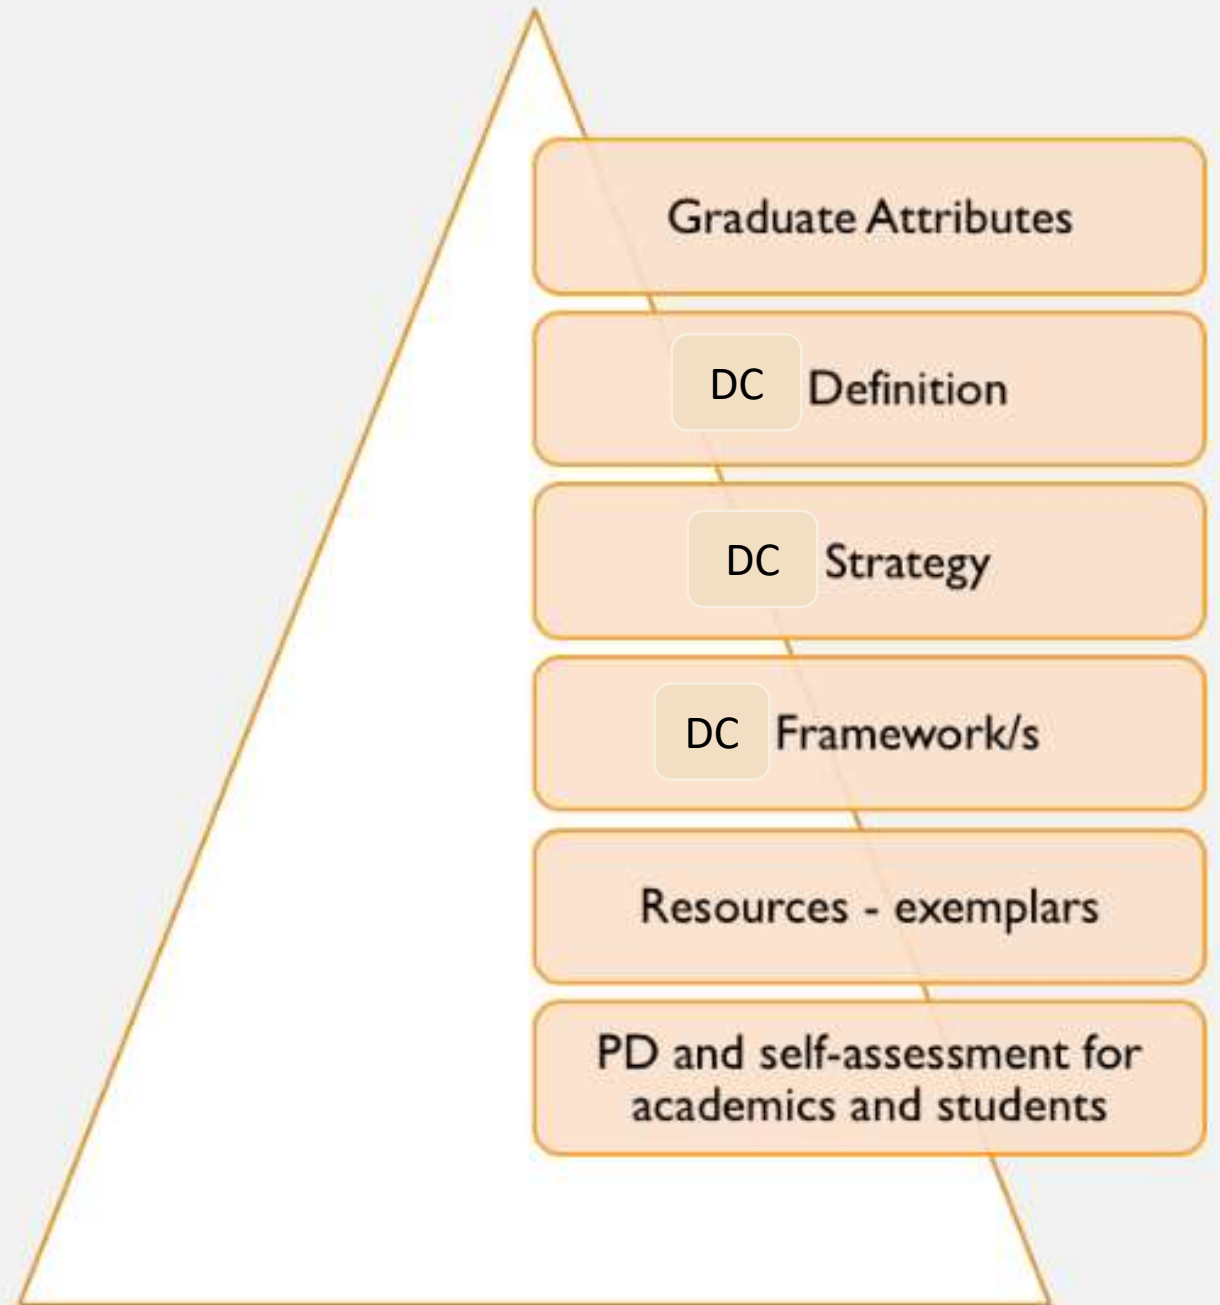 Graduate Attributes
DC Definition
DC Strategy
DC Framework/s
Resources - exemplars
PD and self-assessment for
academics and students